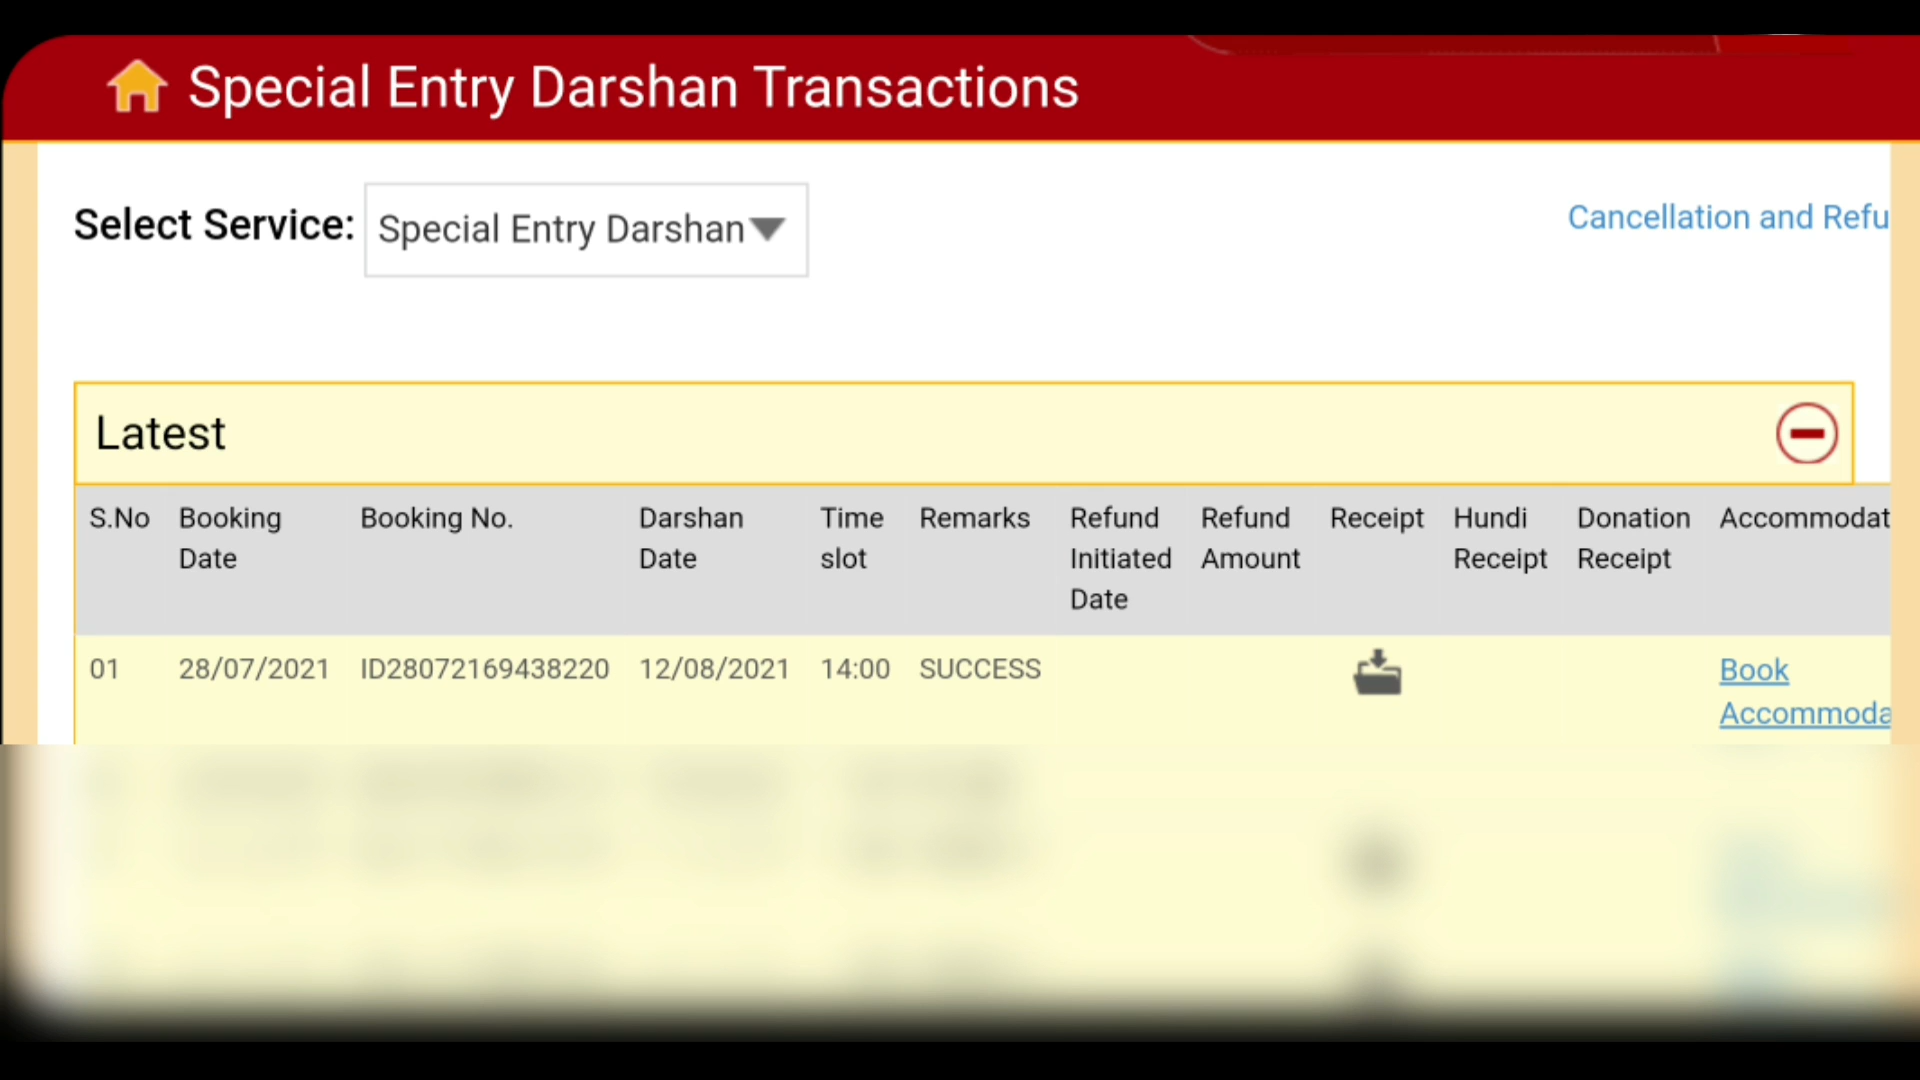 Special Entry Darshan Transactions
Select Service: Special Entry Darshan
Cancellation and Refu
Latest
S.No Booking Date Booking No. Darshan Date Time slot Remarks Refund Initiated Date Refund Amount Receipt Hundi Receipt Donation Receipt Accommodat
01 28/07/2021 ID28072169438220 12/08/2021 14:00 SUCCESS Book Accommoda